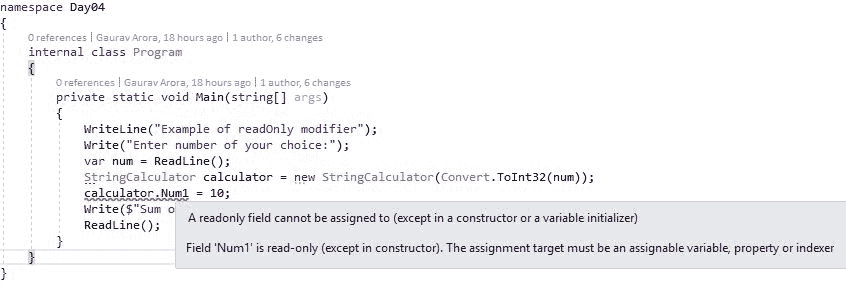 namespace Day04
{
0 references | Gaurav Arora, 18 hours ago | 1 author, 6 changes
internal class Program
{
0 references | Gaurav Arora, 18 hours ago | 1 author, 6 changes
private static void Main(string[] args)
{
WriteLine("Example of readOnly modifier");
Write("Enter number of your choice:");
var num = ReadLine();
StringCalculator calculator = new StringCalculator(Convert.ToInt32(num));
calculator.Num1 = 10;
Write($"Sum o
A readonly field cannot be assigned to (except in a constructor or a variable initializer)
ReadLine();
Field 'Num1' is read-only (except in constructor). The assignment target must be an assignable variable, property or indexer
}
}
}